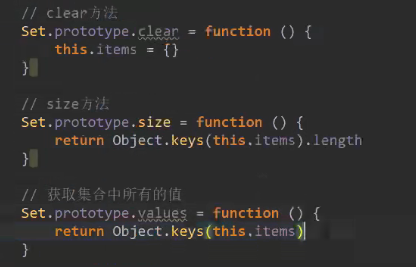 // clear方法
Set.prototype.clear = function () {
    this.items = {}
}
// size方法
Set.prototype.size = function () {
    return Object.keys(this.items).length
}
// 获取集合中所有的值
Set.prototype.values = function () {
    return Object.keys(this.items)
}